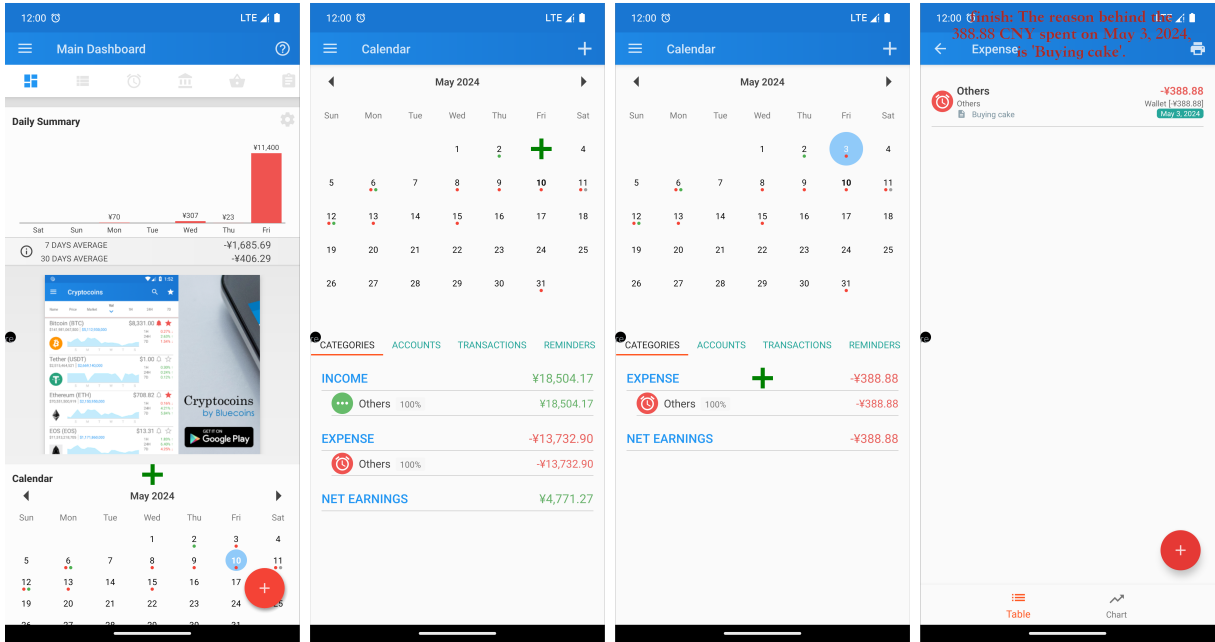 12:00 LTE
Main Dashboard
Daily Summary
¥11,400
¥70 ¥307 ¥23
Sat Sun Mon Tue Wed Thu Fri
7 DAYS AVERAGE -¥1,685.69
30 DAYS AVERAGE -¥406.29
1:52
Cryptocoins
Bitcoin (BTC) $8,331.00
Tether (USDT) $1.00
Ethereum (ETH) $708.82
EOS (EOS) $13.31
Cryptocoins
by Bluecoins
GET IT ON
Google Play
Calendar
May 2024
Sun Mon Tue Wed Thu Fri Sat
1 2 3 4
5 6 7 8 9 10 11
12 13 14 15 16 17
19 20 21 22 23 24 25
26 27 28 29 30 31
12:00 LTE
Calendar
May 2024
Sun Mon Tue Wed Thu Fri Sat
1 2 4
5 6 7 8 9 10 11
12 13 14 15 16 17 18
19 20 21 22 23 24 25
26 27 28 29 30 31
CATEGORIES ACCOUNTS TRANSACTIONS REMINDERS
INCOME ¥18,504.17
Others 100% ¥18,504.17
EXPENSE -¥13,732.90
Others 100% -¥13,732.90
NET EARNINGS ¥4,771.27
12:00 LTE
Calendar
May 2024
Sun Mon Tue Wed Thu Fri Sat
1 2 3 4
5 6 7 8 9 10 11
12 13 14 15 16 17 18
19 20 21 22 23 24 25
26 27 28 29 30 31
CATEGORIES ACCOUNTS TRANSACTIONS REMINDERS
EXPENSE -¥388.88
Others 100% -¥388.88
NET EARNINGS -¥388.88
12:00 LTE
Finish: The reason behind the
388.88 CNY spent on May 3, 2024,
is 'Buying cake'.
Expense
Others -¥388.88
Others Wallet [-¥388.88]
Buying cake May 3, 2024
Table Chart